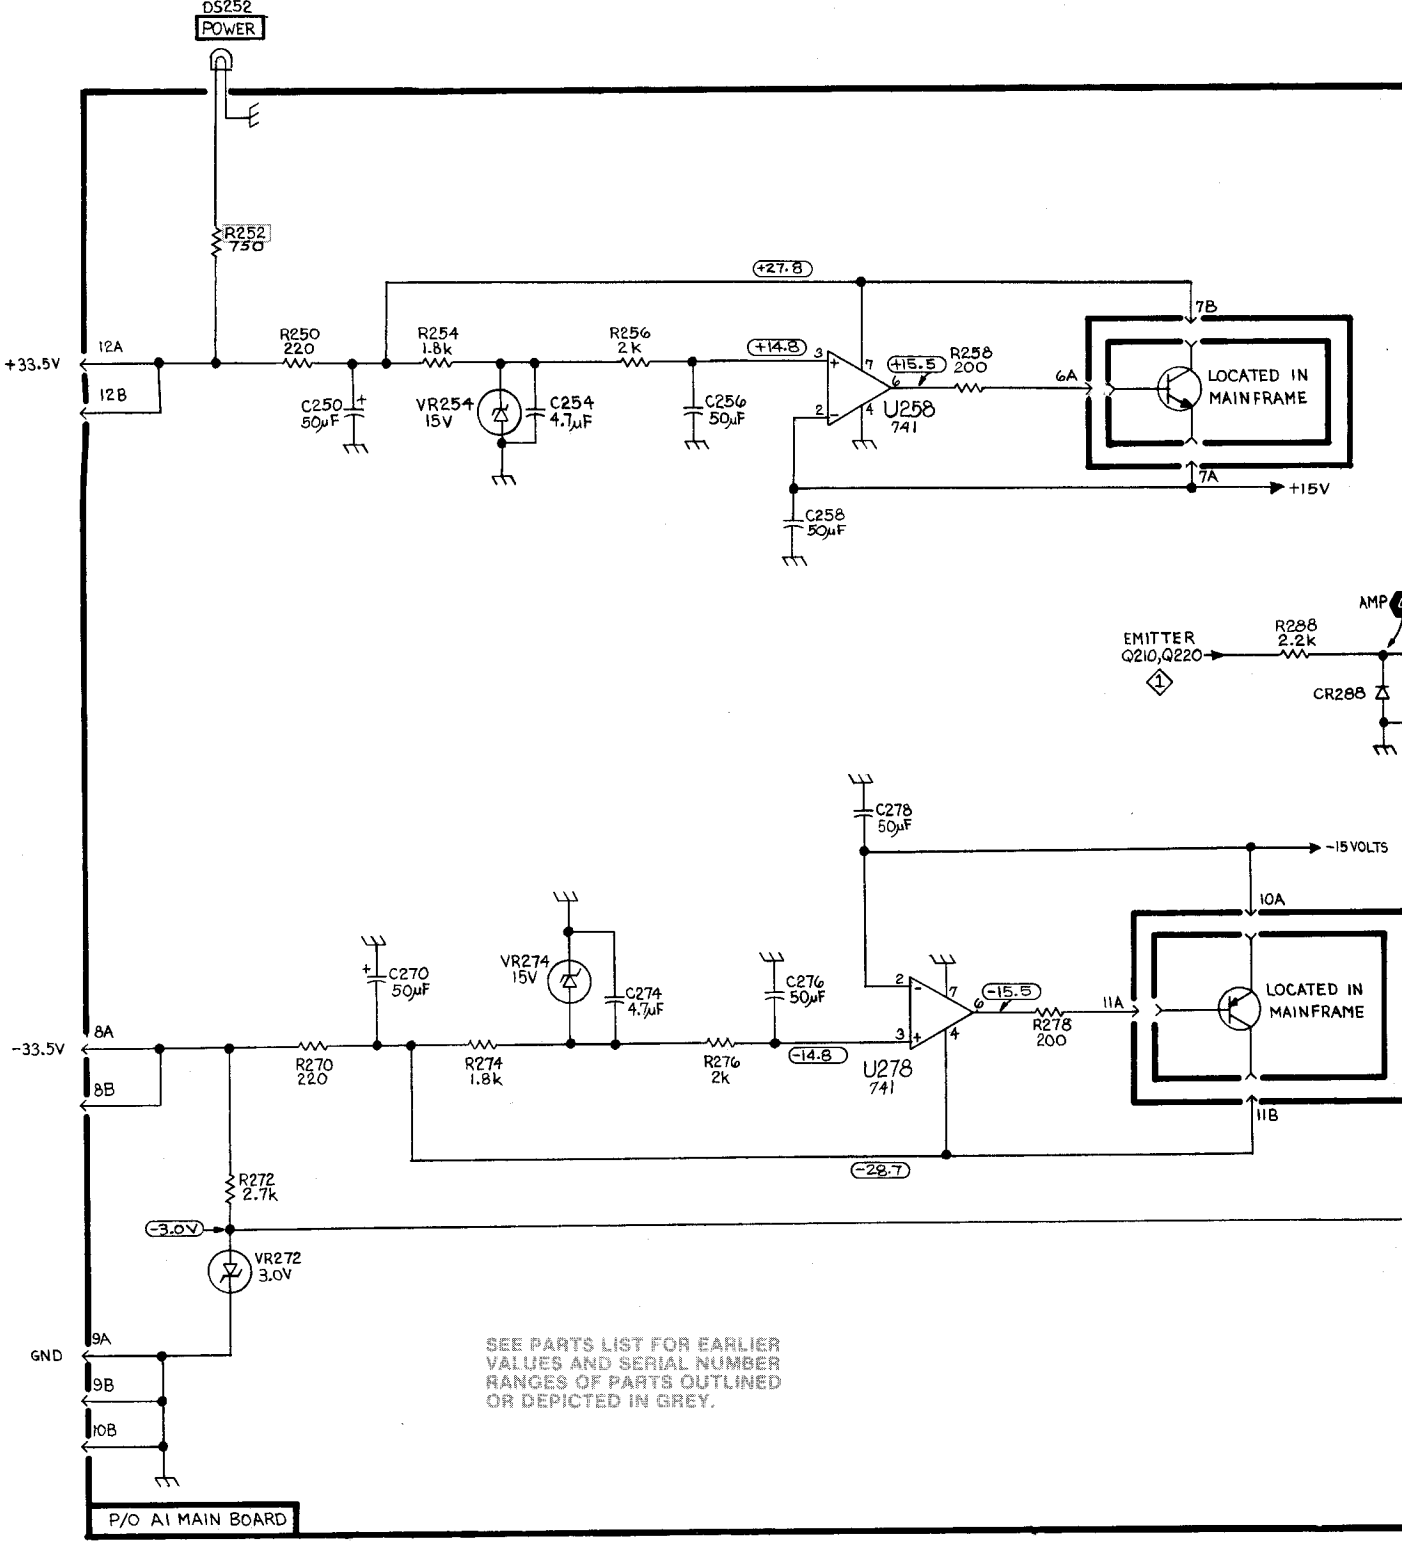 DS252
POWER
R252
750
+27.8
7B
+33.5V
12A
12B
R250
220
R254
1.8k
R256
2k
+14.8
3
+
7
+15.5
R258
200
6
6A
LOCATED IN
MAINFRAME
C250
50µF
+
VR254
15V
C254
4.7µF
C256
50µF
2
-
4
U258
741
7A
+15V
C258
50µF
AMP
EMITTER
Q210,Q220
1
R288
2.2k
CR288
C278
50µF
-15 VOLTS
10A
VR274
15V
C270
50µF
+
C274
4.7µF
C276
50µF
2
-
7
6
-15.5
11A
LOCATED IN
MAINFRAME
R278
200
-33.5V
8A
8B
R270
220
R274
1.8k
R276
2k
-14.8
3
+
4
U278
741
11B
-28.7
R272
2.7k
-3.0V
VR272
3.0V
GND
9A
9B
10B
SEE PARTS LIST FOR EARLIER
VALUES AND SERIAL NUMBER
RANGES OF PARTS OUTLINED
OR DEPICTED IN GREY.
P/O A1 MAIN BOARD